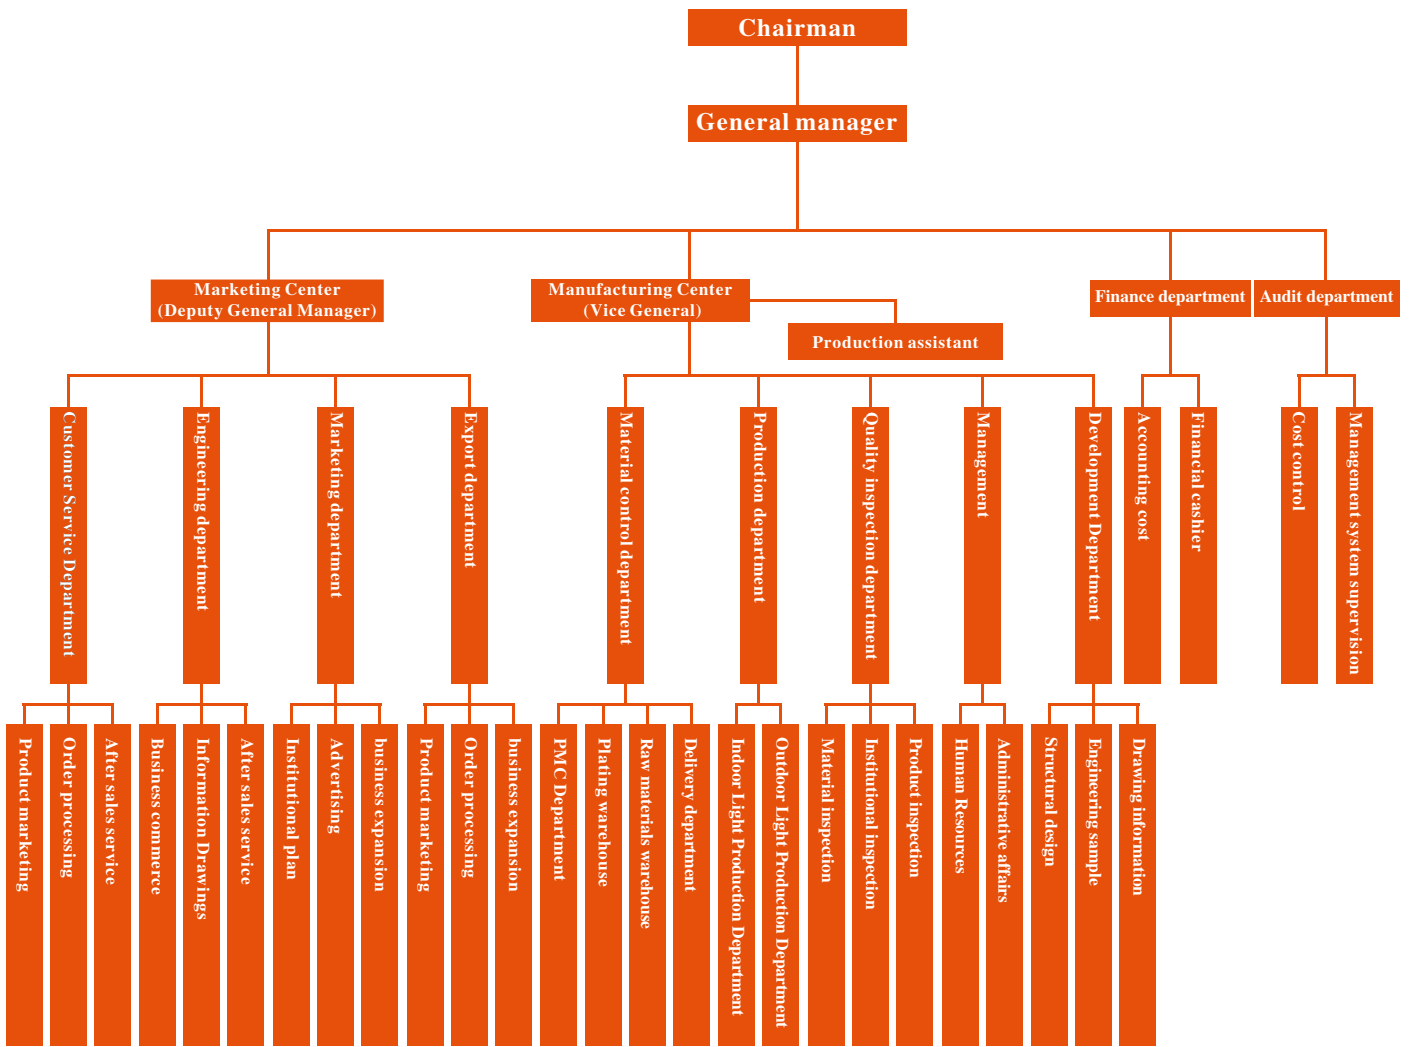 Chairman
General manager
Marketing Center
(Deputy General Manager)
Manufacturing Center
(Vice General)
Production assistant
Finance department
Audit department
Customer Service Department
Engineering department
Marketing department
Export department
Material control department
Production department
Quality inspection department
Management
Development Department
Accounting cost
Financial cashier
Cost control
Management system supervision
Product marketing
Order processing
After sales service
Business commerce
Information Drawings
After sales service
Institutional plan
Advertising
business expansion
Product marketing
Order processing
business expansion
PMC Department
Plating warehouse
Raw materials warehouse
Delivery department
Indoor Light Production Department
Outdoor Light Production Department
Material inspection
Institutional inspection
Product inspection
Human Resources
Administrative affairs
Structural design
Engineering sample
Drawing information